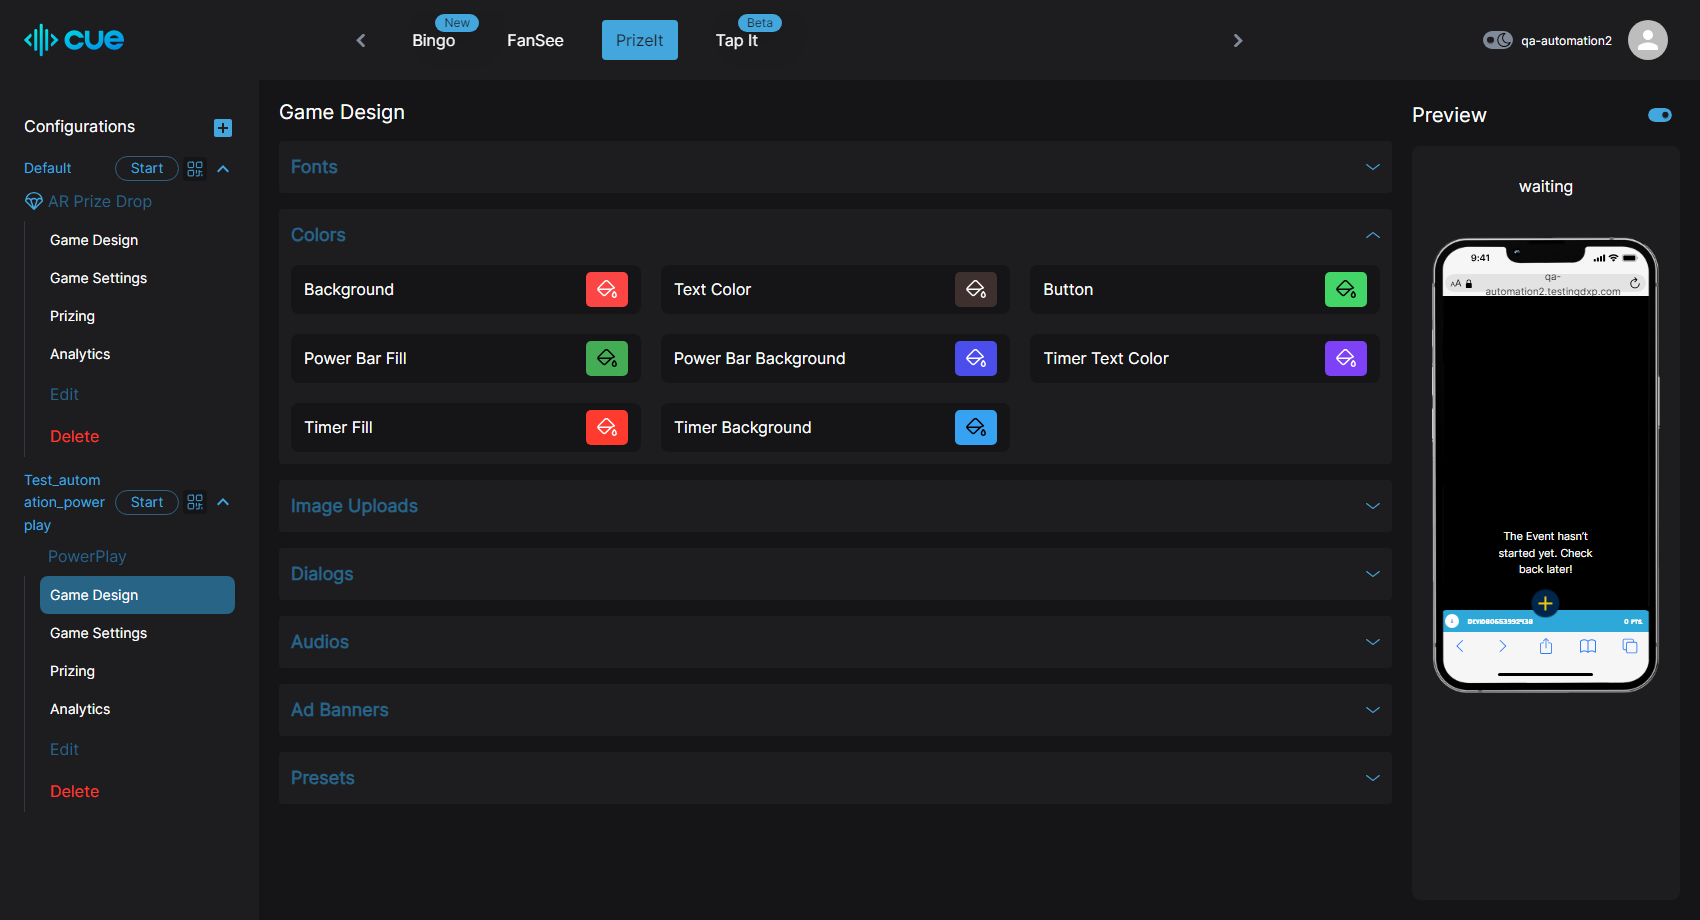 cue
New
Bingo
FanSee
PrizeIt
Beta
Tap It
qa-automation2
Configurations
Default
Start
AR Prize Drop
Game Design
Game Settings
Prizing
Analytics
Edit
Delete
Test_autom
ation_power
play
Start
PowerPlay
Game Design
Game Settings
Prizing
Analytics
Edit
Delete
Game Design
Fonts
Colors
Background
Text Color
Button
Power Bar Fill
Power Bar Background
Timer Text Color
Timer Fill
Timer Background
Image Uploads
Dialogs
Audios
Ad Banners
Presets
Preview
waiting
9:41
AA
qa-
automation2.testingdxp.com
The Event hasn't
started yet. Check
back later!
0 PTS.